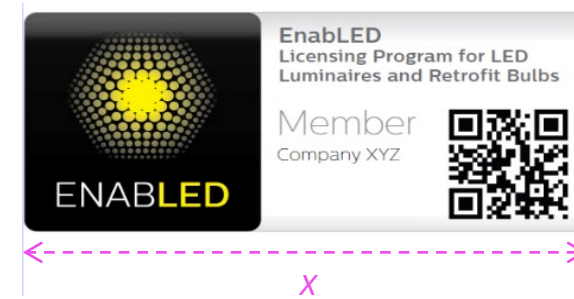 EnabLED
Licensing Program for LED
Luminaires and Retrofit Bulbs
Member
Company XYZ
ENABLED
X